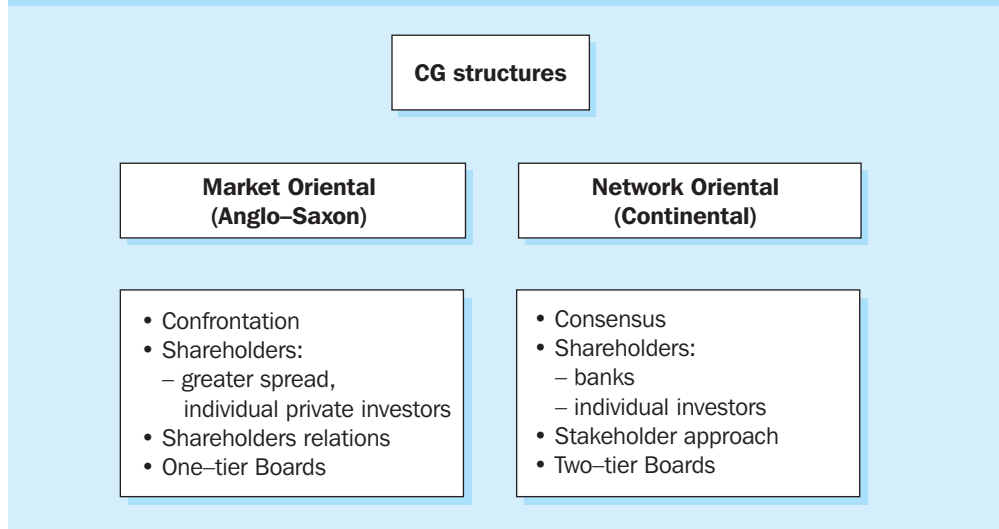 CG structures
Market Oriental
(Anglo–Saxon)
Network Oriental
(Continental)
• Confrontation
• Shareholders:
– greater spread,
individual private investors
• Shareholders relations
• One–tier Boards
• Consensus
• Shareholders:
– banks
– individual investors
• Stakeholder approach
• Two–tier Boards